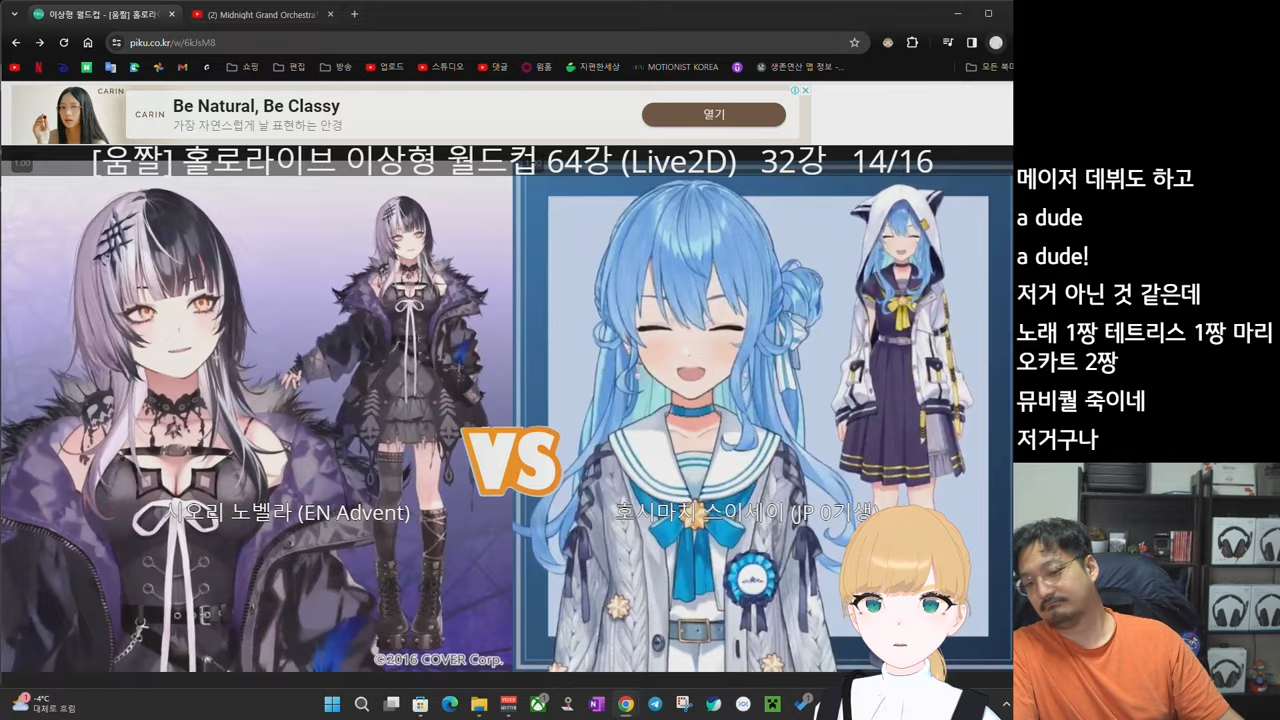 이상형 월드컵 - [움짤] 홀로라이
(2) Midnight Grand Orchestra
piku.co.kr/w/6kJsM8
쇼핑
편집
방송
업로드
스튜디오
댓글
윔홈
지편한세상
MOTIONIST KOREA
생존연산 맵 정보 -...
모든 북마
CARIN
CARIN
Be Natural, Be Classy
가장 자연스럽게 날 표현하는 안경
열기
1.00
[움짤] 홀로라이브 이상형 월드컵 64강 (Live2D) 32강 14/16
VS
시오리 노벨라 (EN Advent)
호시마치 스이세이 (JP 0기생)
©2016 COVER Corp.
메이저 데뷔도 하고
a dude
a dude!
저거 아닌 것 같은데
노래 1짱 테트리스 1짱 마리
오카트 2짱
뮤비퀄 죽이네
저거구나
1
-4°C
대체로 흐림